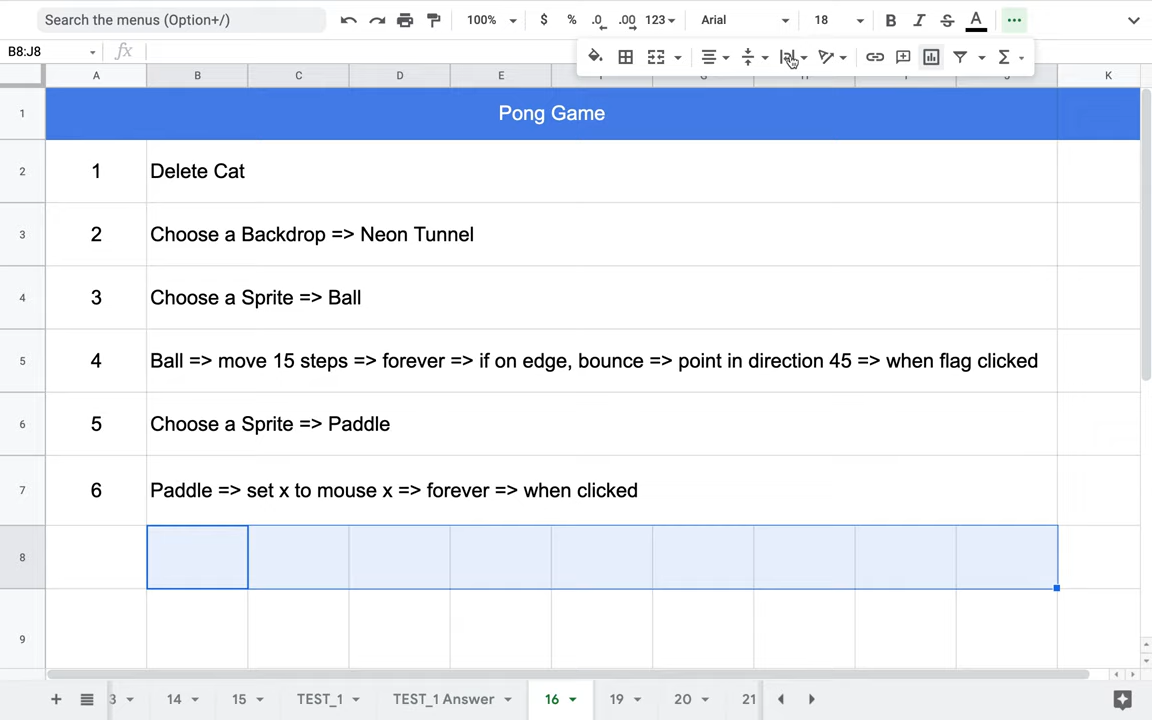 Search the menus (Option+/) 100% $ % .0 .00 123 Arial 18 B I S A
B8:J8 fx
A B C D E K
1 Pong Game
2 1 Delete Cat
3 2 Choose a Backdrop => Neon Tunnel
4 3 Choose a Sprite => Ball
5 4 Ball => move 15 steps => forever => if on edge, bounce => point in direction 45 => when flag clicked
6 5 Choose a Sprite => Paddle
7 6 Paddle => set x to mouse x => forever => when clicked
8
9
3 14 15 TEST_1 TEST_1 Answer 16 19 20 21